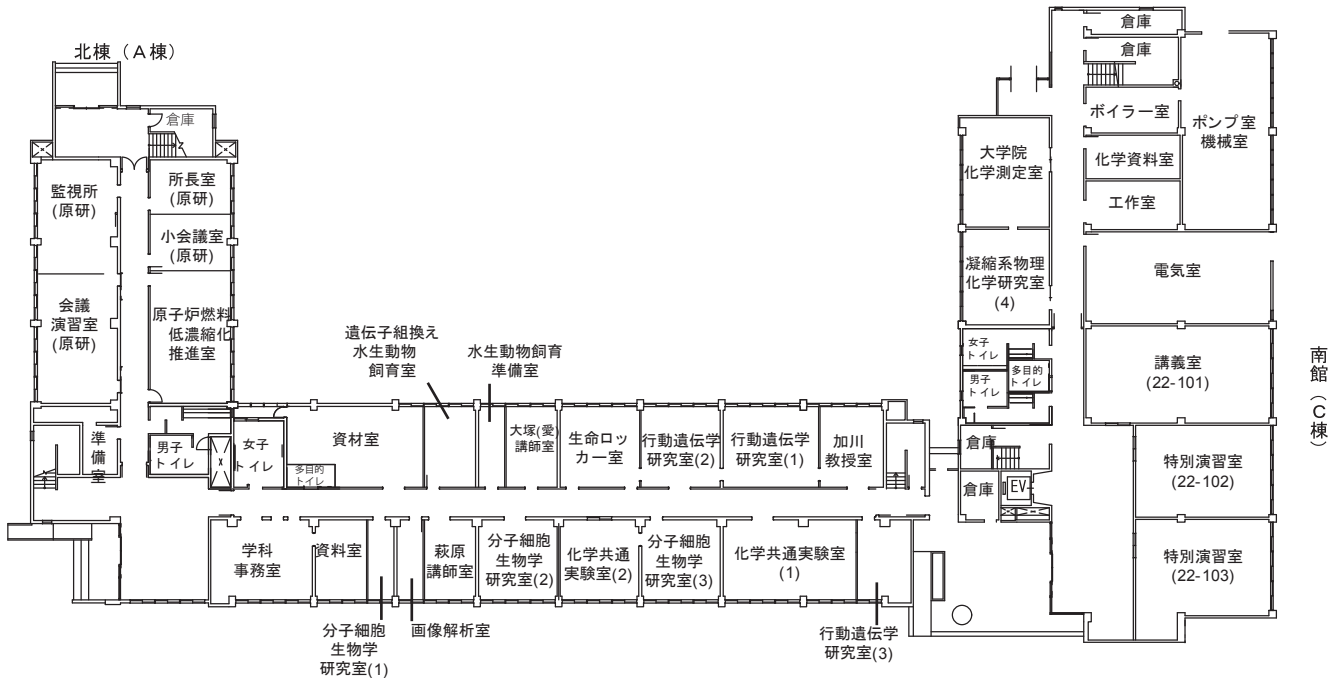 北棟（A棟）
倉庫
監視所
(原研)
所長室
(原研)
小会議室
(原研)
会議
演習室
(原研)
原子炉燃料
低濃縮化
推進室
準
備
室
男子
トイレ
女子
トイレ
資材室
多目的
トイレ
遺伝子組換え
水生動物
飼育室
水生動物飼育
準備室
大塚(愛)
講師室
生命ロッ
カー室
行動遺伝学
研究室(2)
行動遺伝学
研究室(1)
加川
教授室
学科
事務室
資料室
分子細胞
生物学
研究室(1)
画像解析室
萩原
講師室
分子細胞
生物学
研究室(2)
化学共通
実験室(2)
分子細胞
生物学
研究室(3)
化学共通実験室
(1)
行動遺伝学
研究室(3)
倉庫
倉庫
ボイラー室
ポンプ室
機械室
化学資料室
工作室
大学院
化学測定室
凝縮系物理
化学研究室
(4)
電気室
女子
トイレ
男子
トイレ
多目的
トイレ
講義室
(22-101)
倉庫
倉庫
EV
特別演習室
(22-102)
特別演習室
(22-103)
南館（C棟）